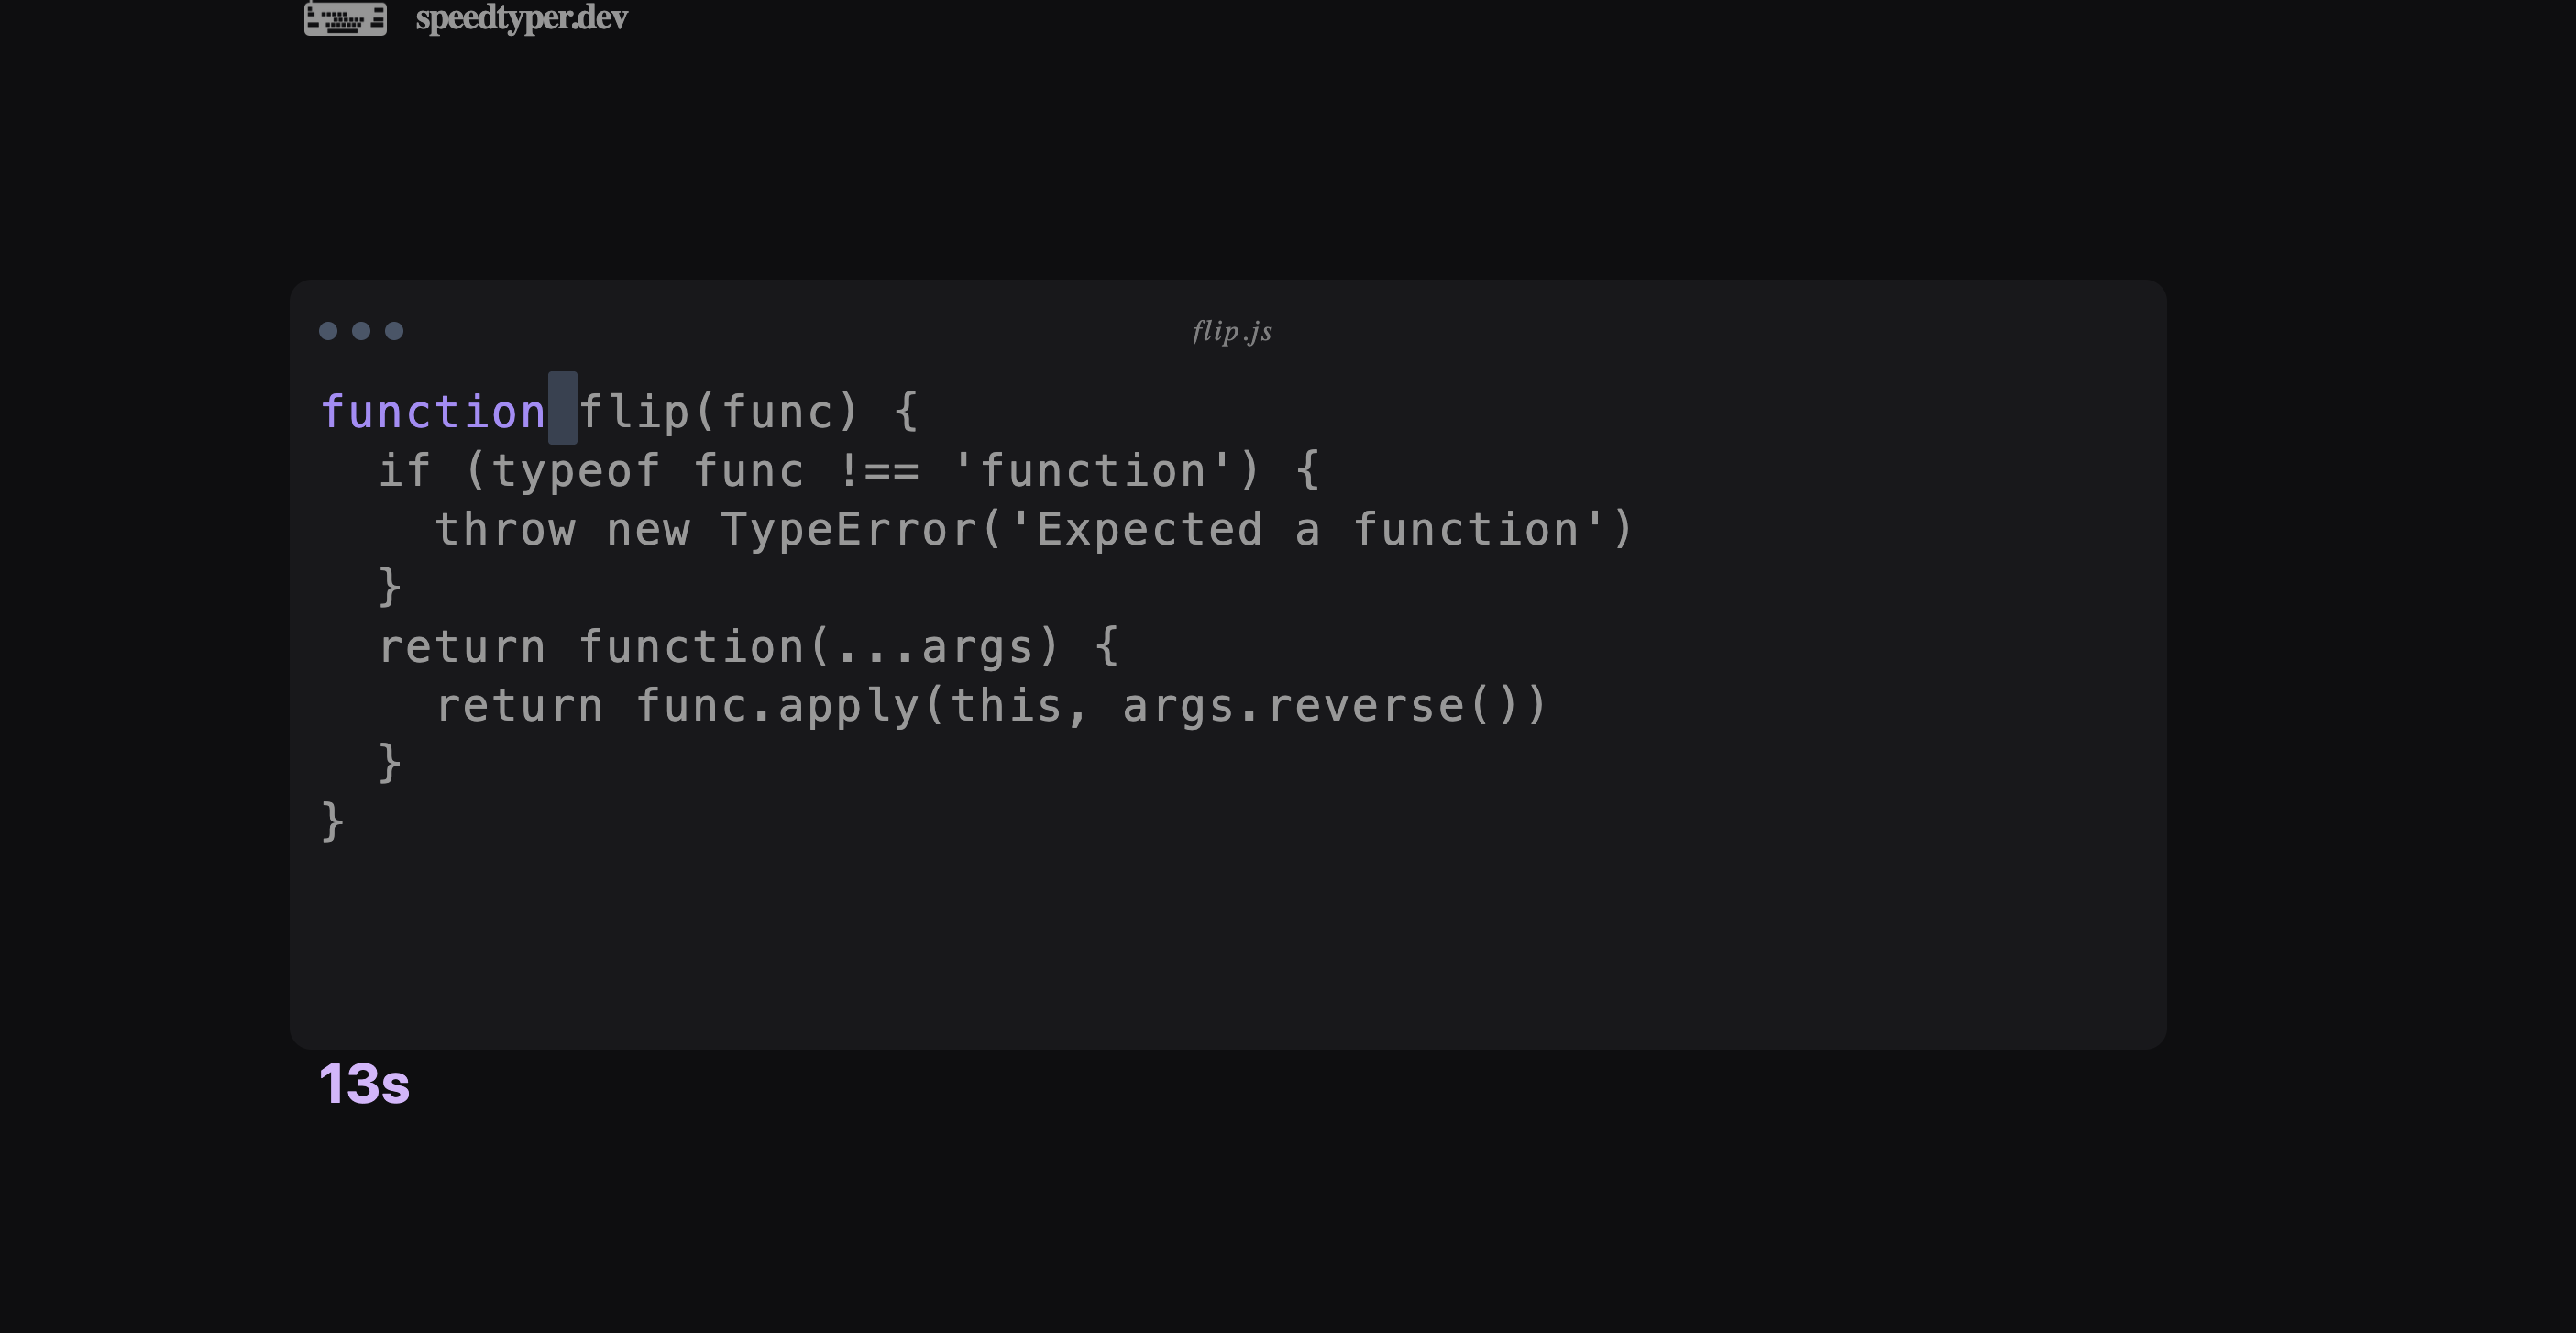 speedtyper.dev
flip.js
function flip(func) {
  if (typeof func !== 'function') {
    throw new TypeError('Expected a function')
  }
  return function(...args) {
    return func.apply(this, args.reverse())
  }
}
13s